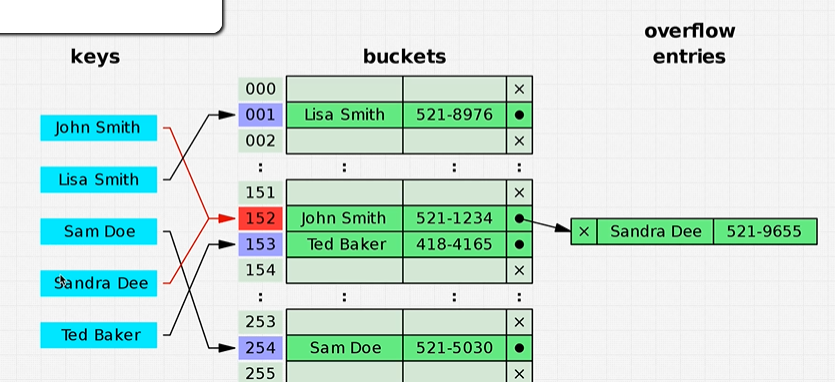 overflow
keys buckets entries
000 ×
John Smith 001 Lisa Smith 521-8976 ●
002 ×
Lisa Smith : : : :
151 ×
Sam Doe 152 John Smith 521-1234 ● × Sandra Dee 521-9655
153 Ted Baker 418-4165 ●
Sandra Dee 154 ×
: : : :
Ted Baker 253 ×
254 Sam Doe 521-5030 ●
255 ×